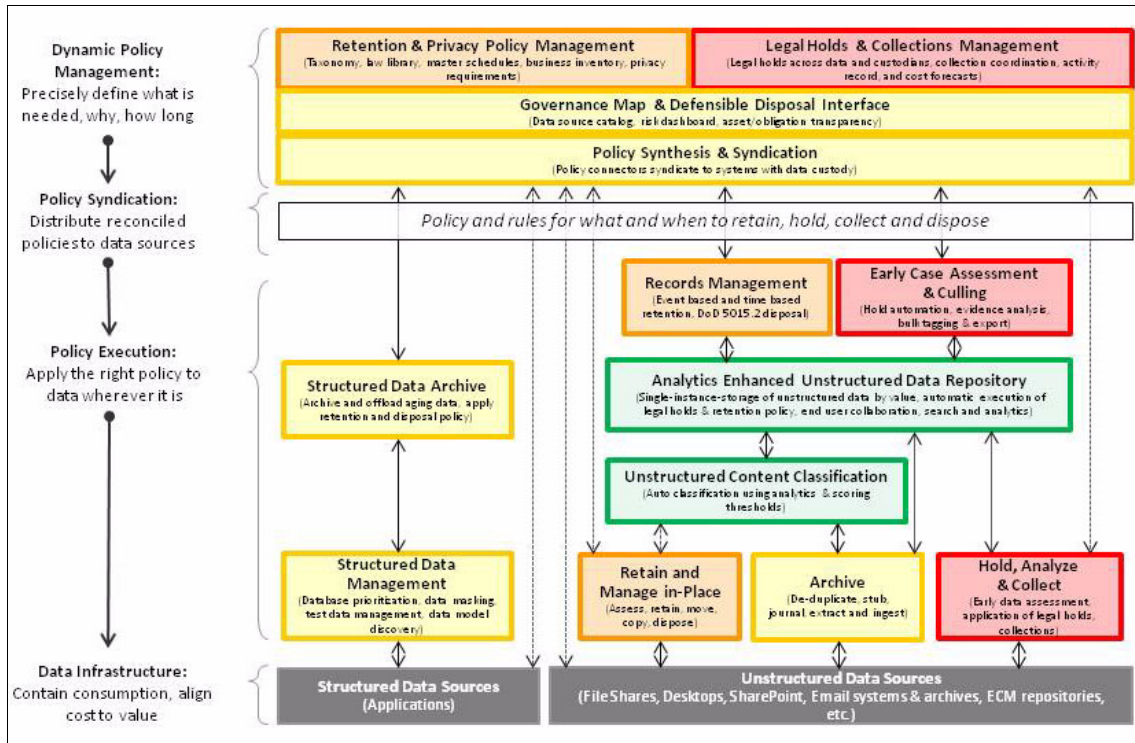 Dynamic Policy
Management:
Precisely define what is
needed, why, how long
Policy Syndication:
Distribute reconciled
policies to data sources
Policy Execution:
Apply the right policy to
data wherever it is
Data Infrastructure:
Contain consumption, align
cost to value
Retention & Privacy Policy Management
(Taxonomy, law library, master schedules, business inventory, privacy
requirements)
Legal Holds & Collections Management
(Legal holds across data and custodians, collection coordination, activity
record, and cost forecasts)
Governance Map & Defensible Disposal Interface
(Data source catalog, risk dashboard, asset/obligation transparency)
Policy Synthesis & Syndication
(Policy connectors syndicate to systems with data custody)
Policy and rules for what and when to retain, hold, collect and dispose
Records Management
(Event based and time based
retention, DoD 5015.2 disposal)
Early Case Assessment
& Culling
(Hold automation, evidence analysis,
bulk tagging & export)
Structured Data Archive
(Archive and offload aging data, apply
retention and disposal policy)
Analytics Enhanced Unstructured Data Repository
(Single-instance-storage of unstructured data by value, automatic execution of
legal holds & retention policy, end user collaboration, search and analytics)
Unstructured Content Classification
(Auto classification using analytics & scoring
thresholds)
Structured Data
Management
(Database prioritization, data masking,
test data management, data model
discovery)
Retain and
Manage in-Place
(Assess, retain, move,
copy, dispose)
Archive
(De-duplicate, stub,
journal, extract and ingest)
Hold, Analyze
& Collect
(Early data assessment,
application of legal holds,
collections)
Structured Data Sources
(Applications)
Unstructured Data Sources
(File Shares, Desktops, SharePoint, Email systems & archives, ECM repositories,
etc.)